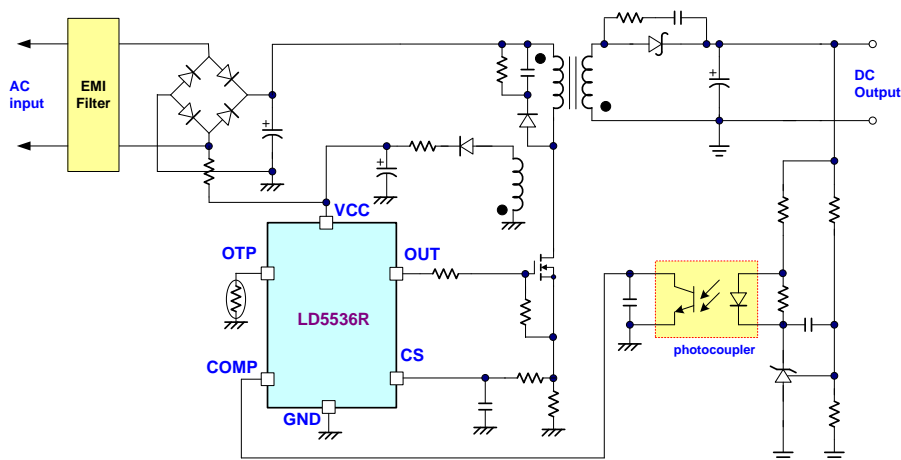 AC
input
EMI
Filter
+
+
+
DC
Output
VCC
OTP
OUT
LD5536R
COMP
CS
GND
photocoupler